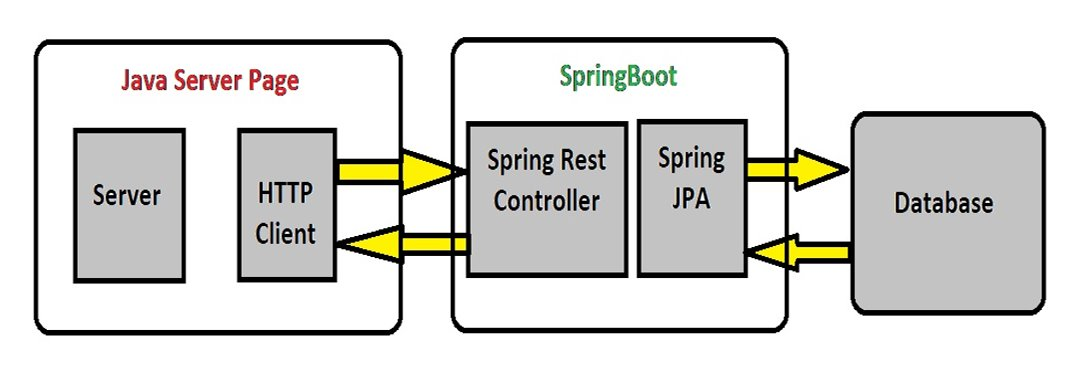 Java Server Page
SpringBoot
Server
HTTP
Client
Spring Rest
Controller
Spring
JPA
Database